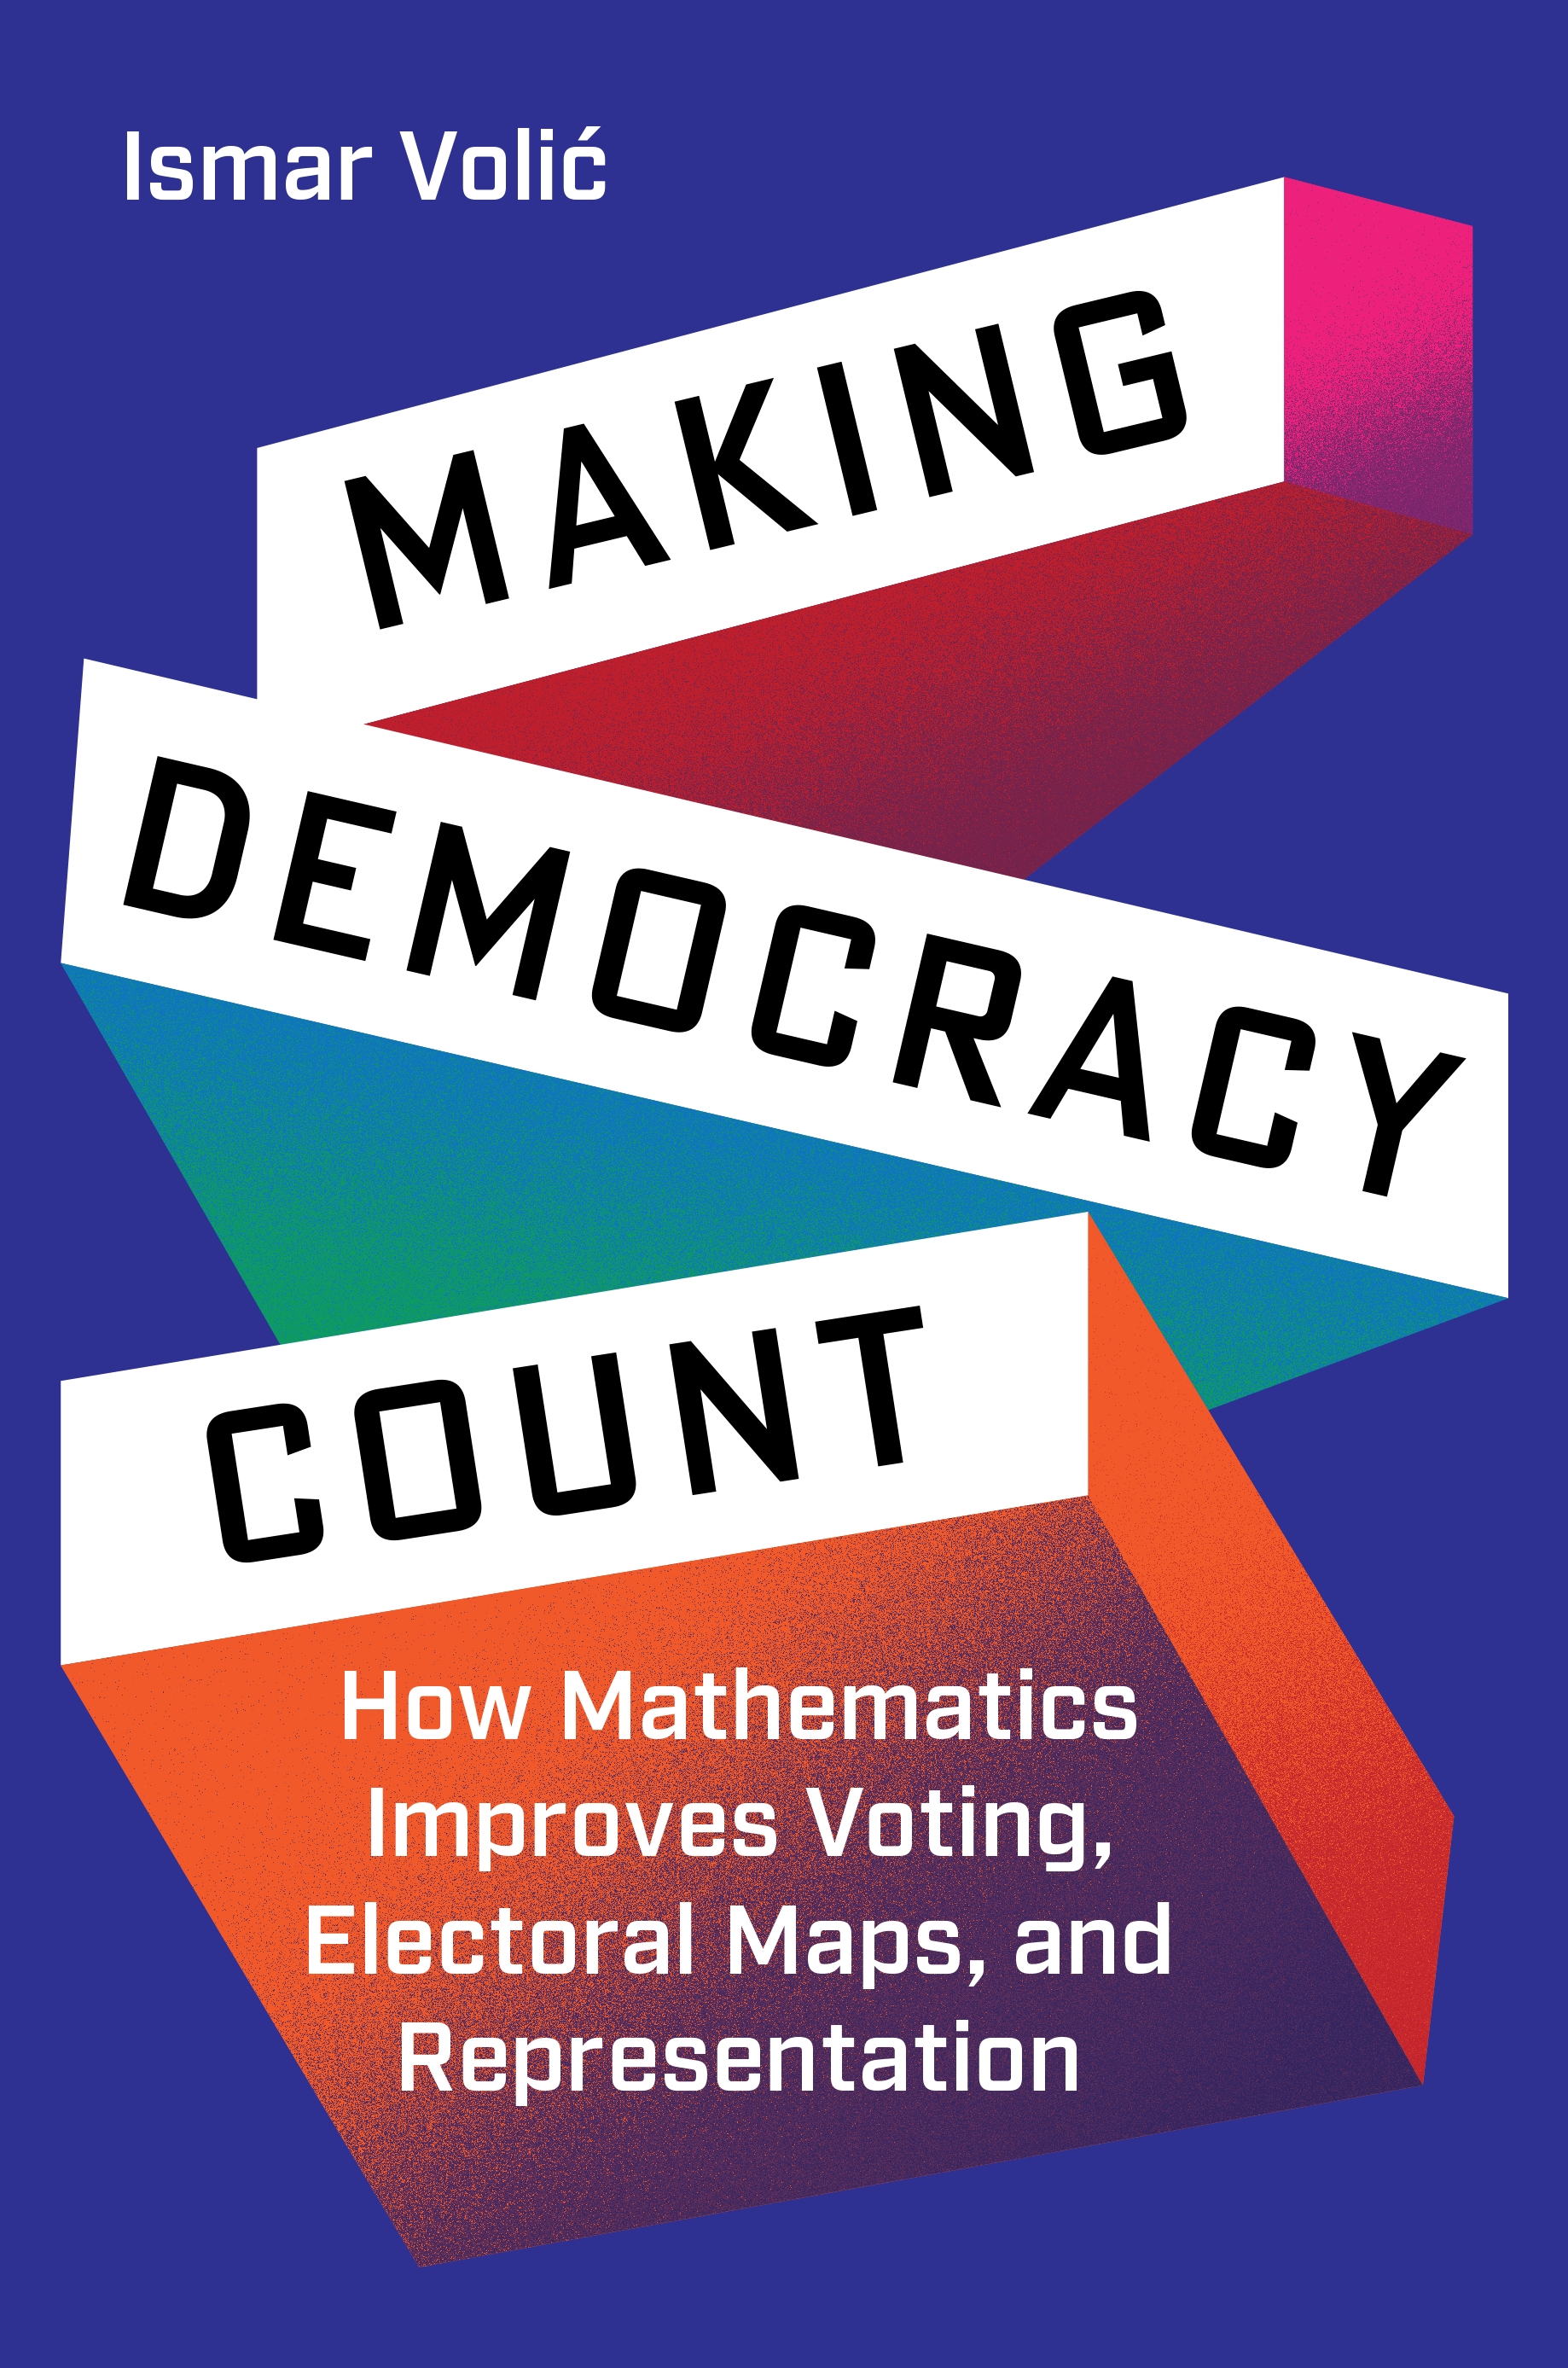 Ismar Volić
MAKING
DEMOCRACY
COUNT
How Mathematics
Improves Voting,
Electoral Maps, and
Representation